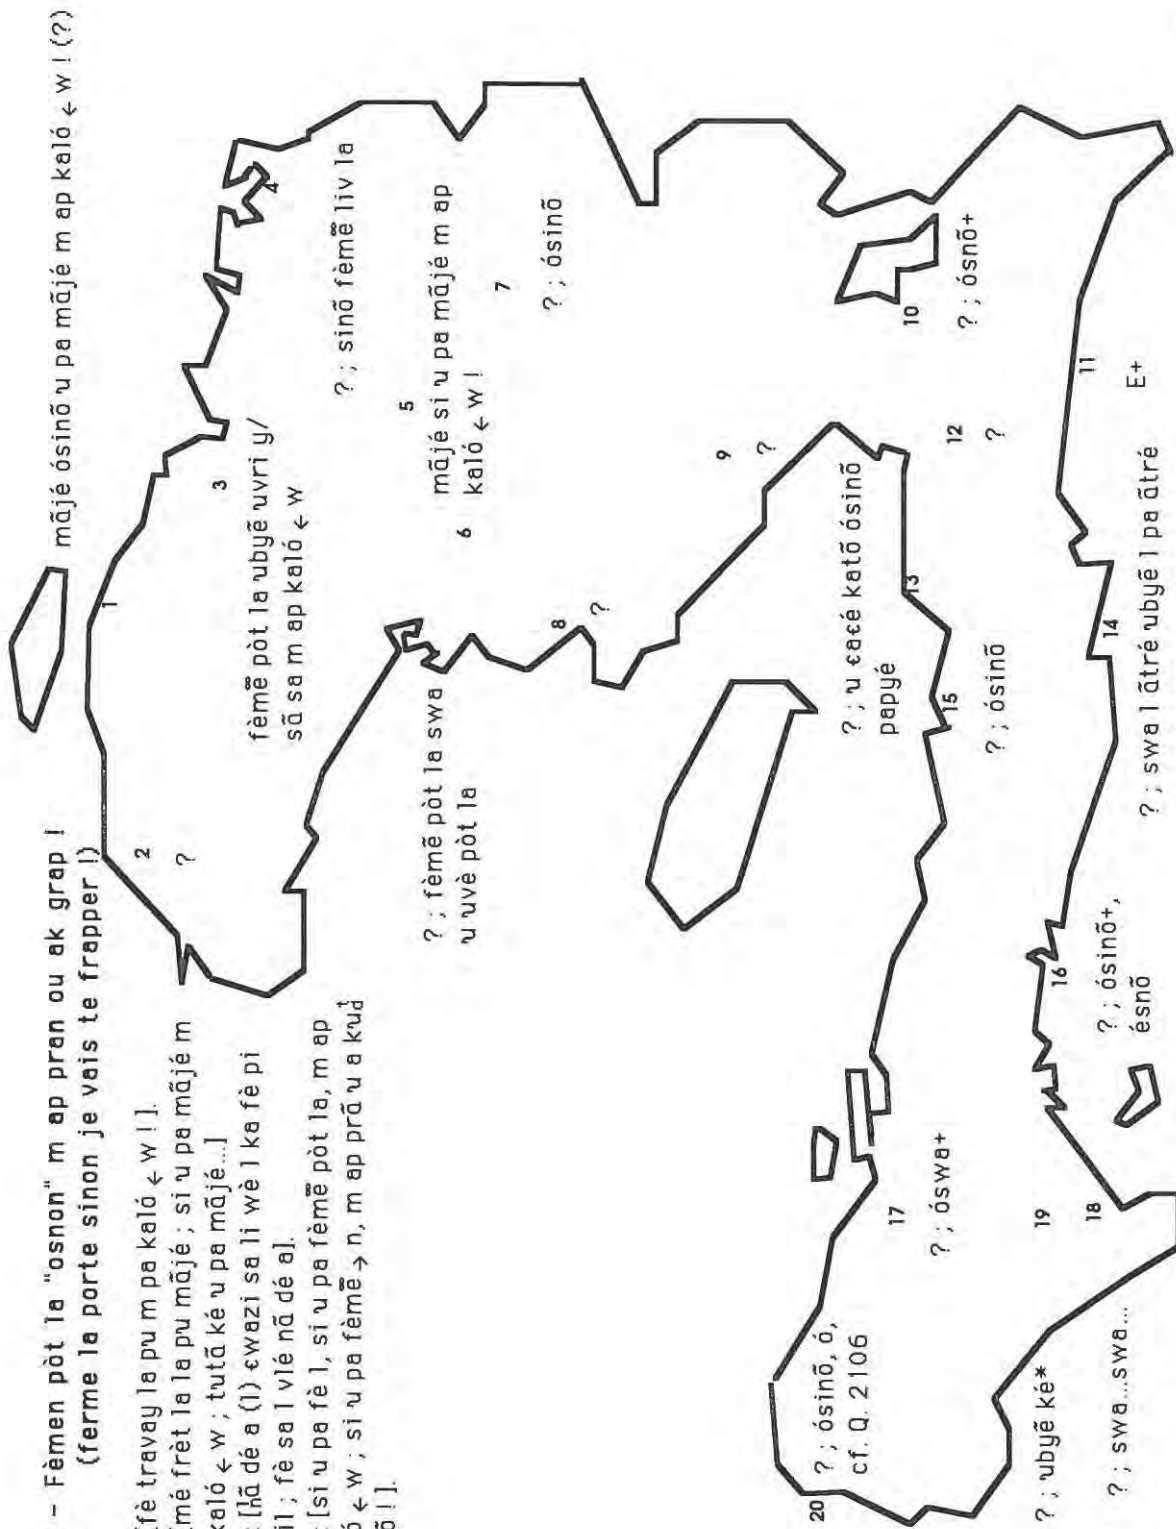 – Fèmen pòt la "osnon" m ap pran ou ak grap !
(ferme la porte sinon je vais te frapper !)
fè travay la pu m pa kaló ← w !].
mé frèt la la pu mãjé ; si u pa mãjé m
kaló ← w ; tutã ké u pa mãjé...]
[hã dé a (l) ɛwazi sa li wè l ka fè pi
il ; fè sa l vlé nã dé a].
[si u pa fè l, si u pa fèmẽ pòt la, m ap
ó ← w ; si u pa fèmẽ → n, m ap prã u a kud
õ !].
mãjé ósinõ u pa mãjé m ap kaló ← w ! (?)
1
2
?
3
fèmẽ pòt la ubyẽ uvri y/
sã sa m ap kaló ← w
4
? ; sinõ fèmẽ liv la
5
mãjé si u pa mãjé m ap
kaló ← w !
6
7
? ; ósinõ
? ; fèmẽ pòt la swa
u uvè pòt la
8
?
9
?
10
? ; ósnõ+
11
E+
12
?
? ; u ɛaɛé katõ ósinõ
papyé
13
14
? ; swa l ãtré ubyẽ l pa ãtré
15
? ; ósinõ
16
? ; ósinõ+,
ésnõ
17
? ; óswa+
18
? ; swa...swa...
19
? ; ubyẽ ké*
20
? ; ósinõ, ó,
cf. Q. 2106